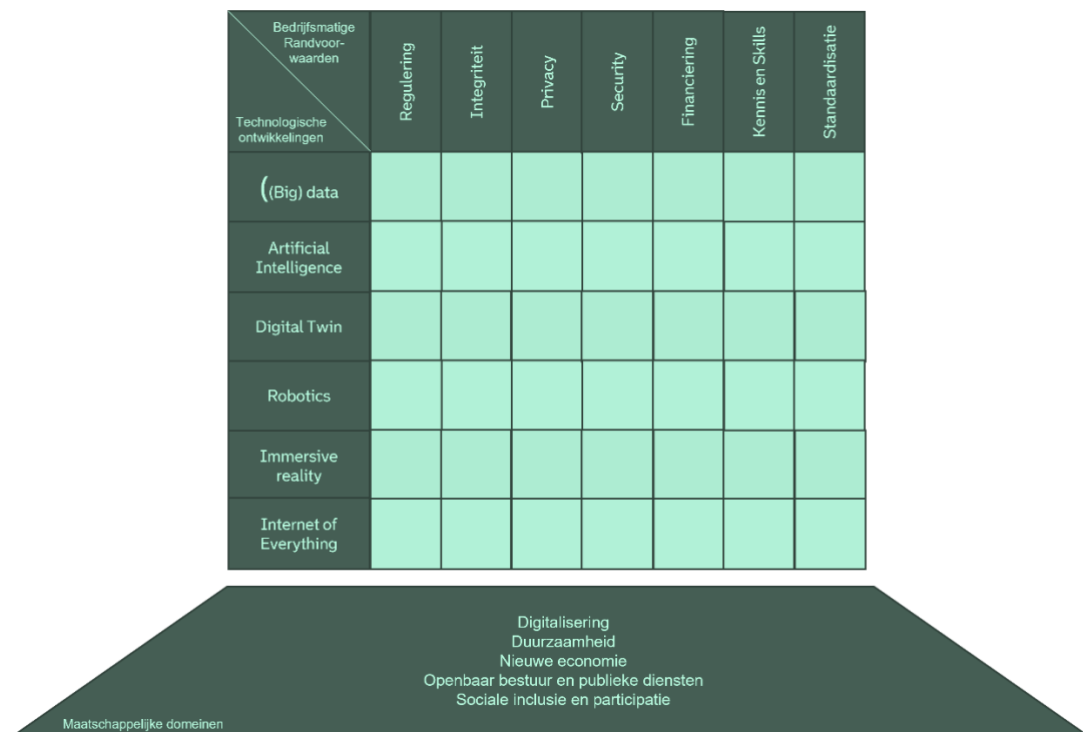 Bedrijfsmatige
Randvoor-
waarden
Technologische
ontwikkelingen
Regulering
Integriteit
Privacy
Security
Financiering
Kennis en Skills
Standaardisatie
((Big) data
Artificial
Intelligence
Digital Twin
Robotics
Immersive
reality
Internet of
Everything
Digitalisering
Duurzaamheid
Nieuwe economie
Openbaar bestuur en publieke diensten
Sociale inclusie en participatie
Maatschappelijke domeinen